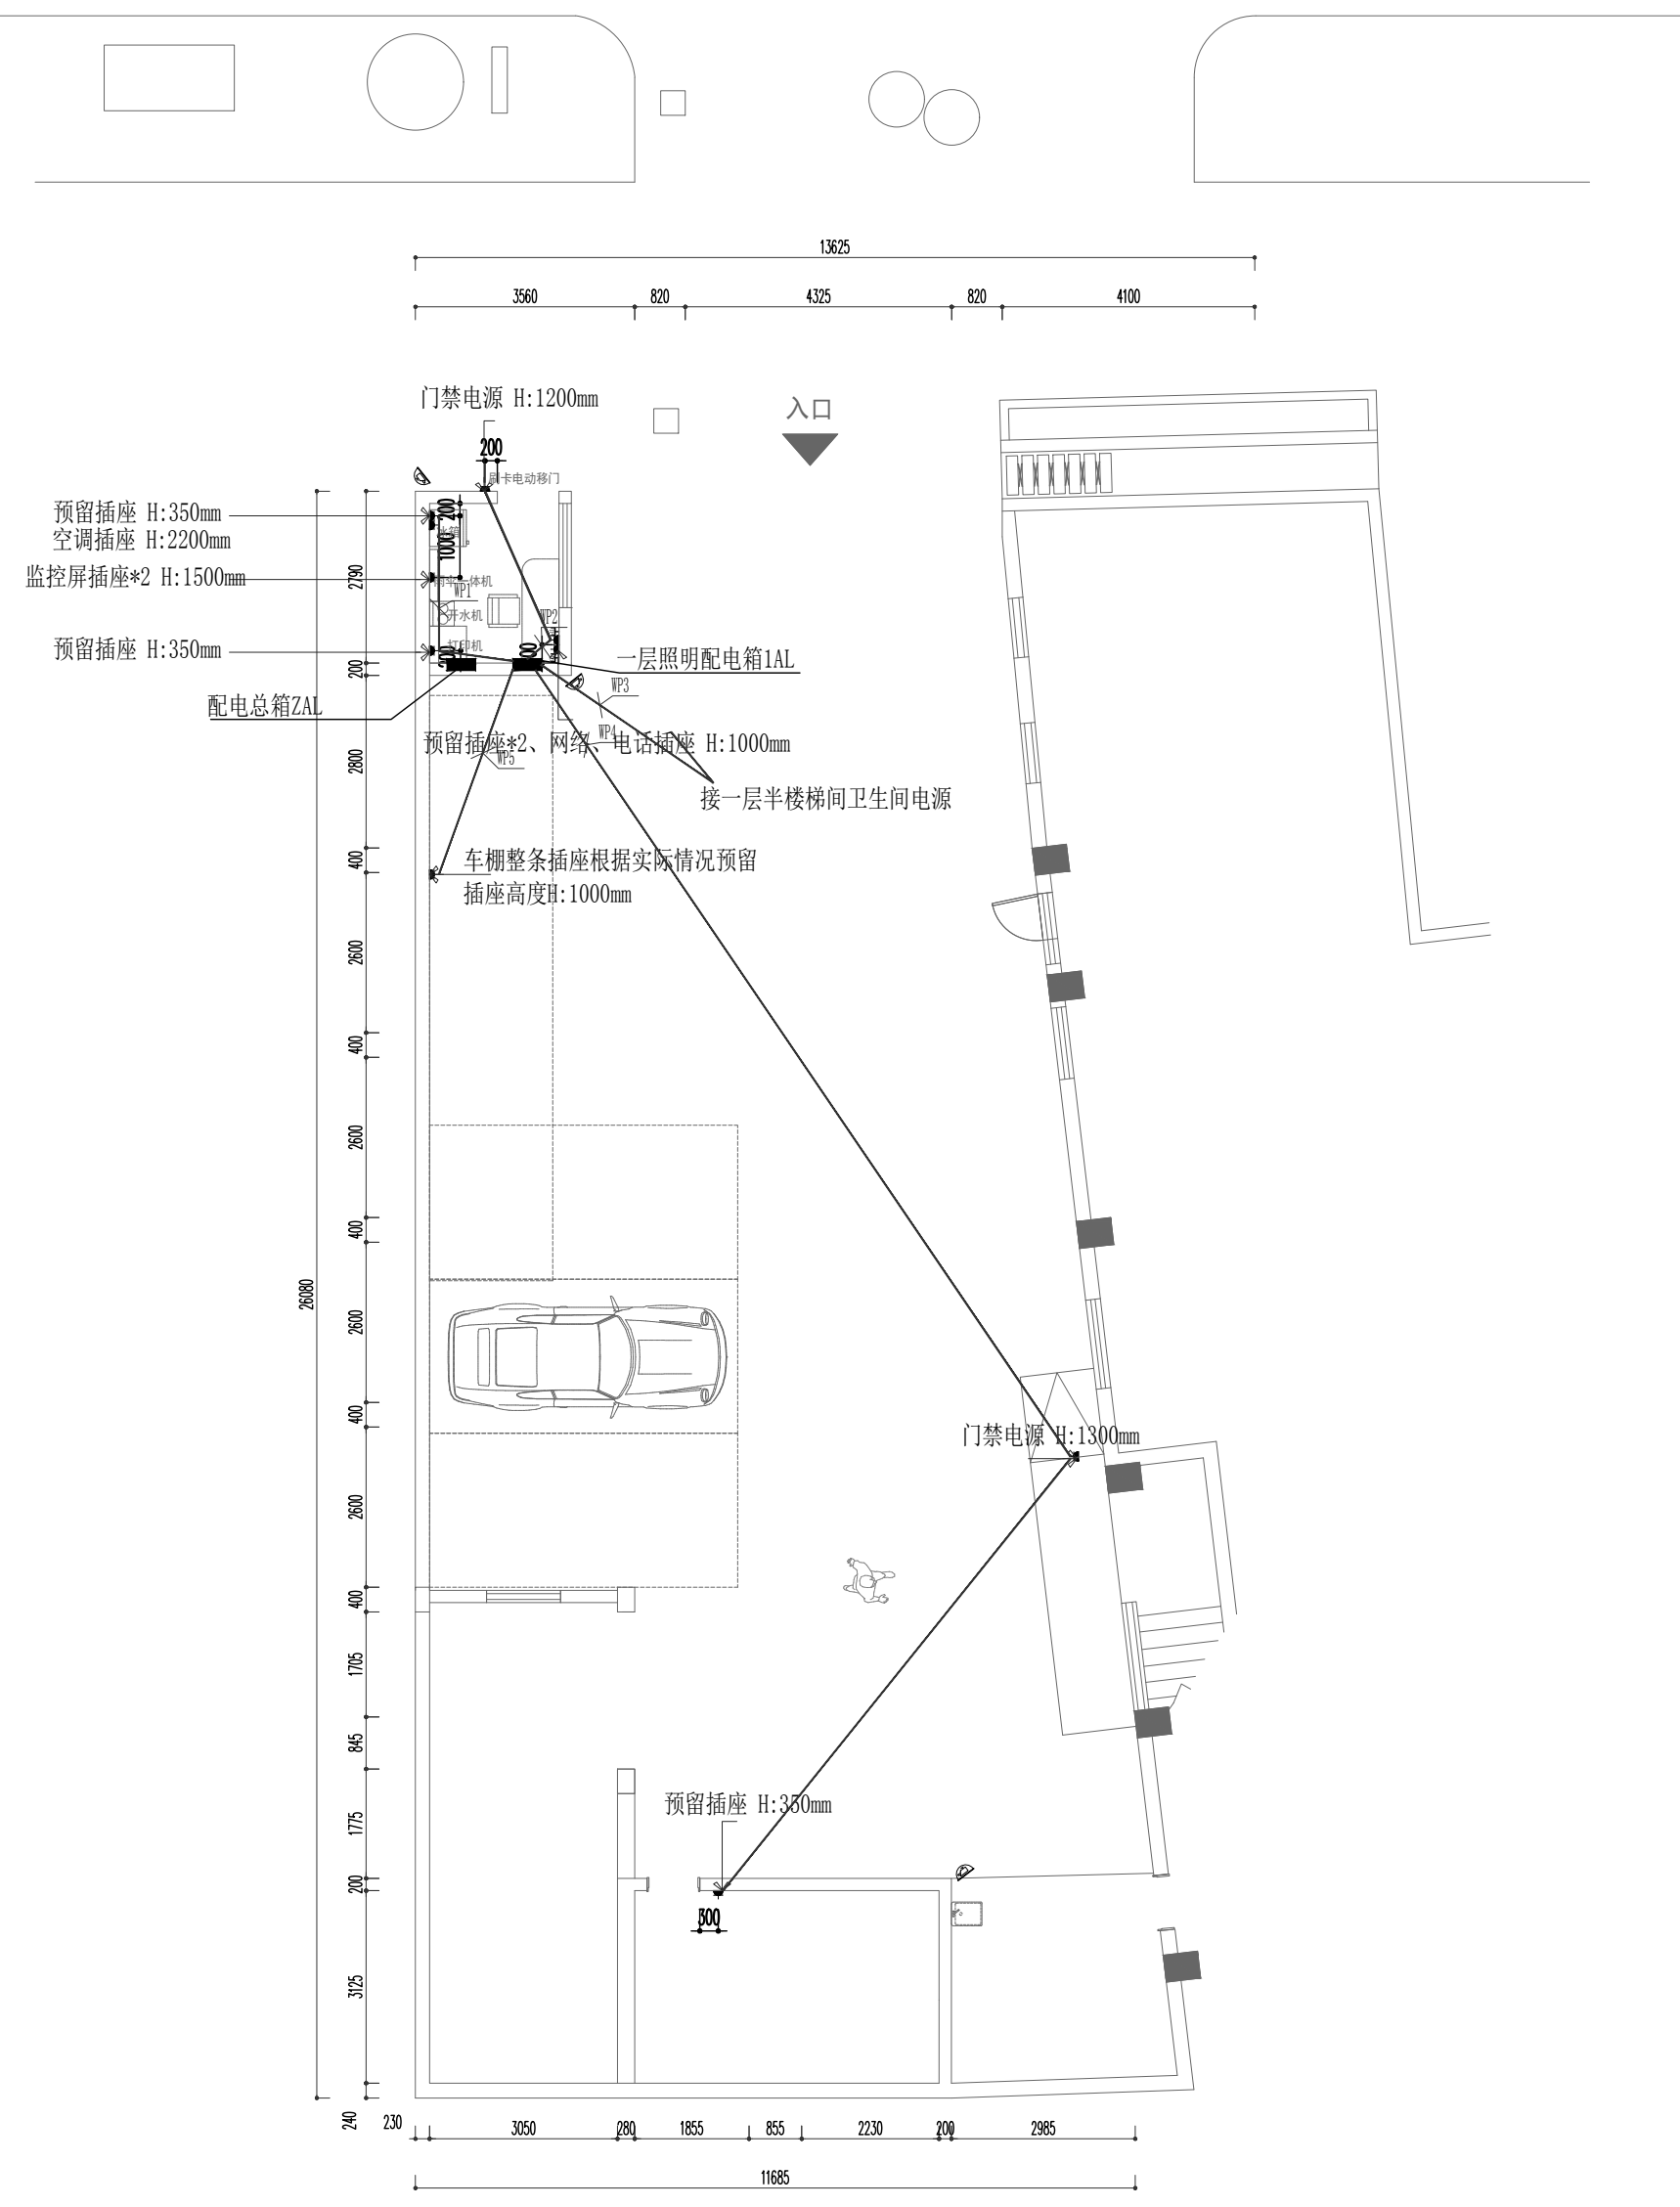 13625
3560
820
4325
820
4100
门禁电源 H:1200mm
入口
200
刷卡电动移门
预留插座 H:350mm
空调插座 H:2200mm
200
冰箱
1000
监控屏插座*2 H:1500mm
体机
2790
WP1
开水机
WP2
打印机
预留插座 H:350mm
一层照明配电箱1AL
200
WP3
配电总箱ZAL
WP4
预留插座*2、网络、电话插座 H:1000mm
WP5
2800
接一层半楼梯间卫生间电源
400
车棚整条插座根据实际情况预留
插座高度H:1000mm
2600
400
2600
400
26080
2600
400
门禁电源 H:1300mm
2600
400
1705
845
预留插座 H:350mm
1775
200
300
3125
240
230
3050
280
1855
855
2230
200
2985
11685